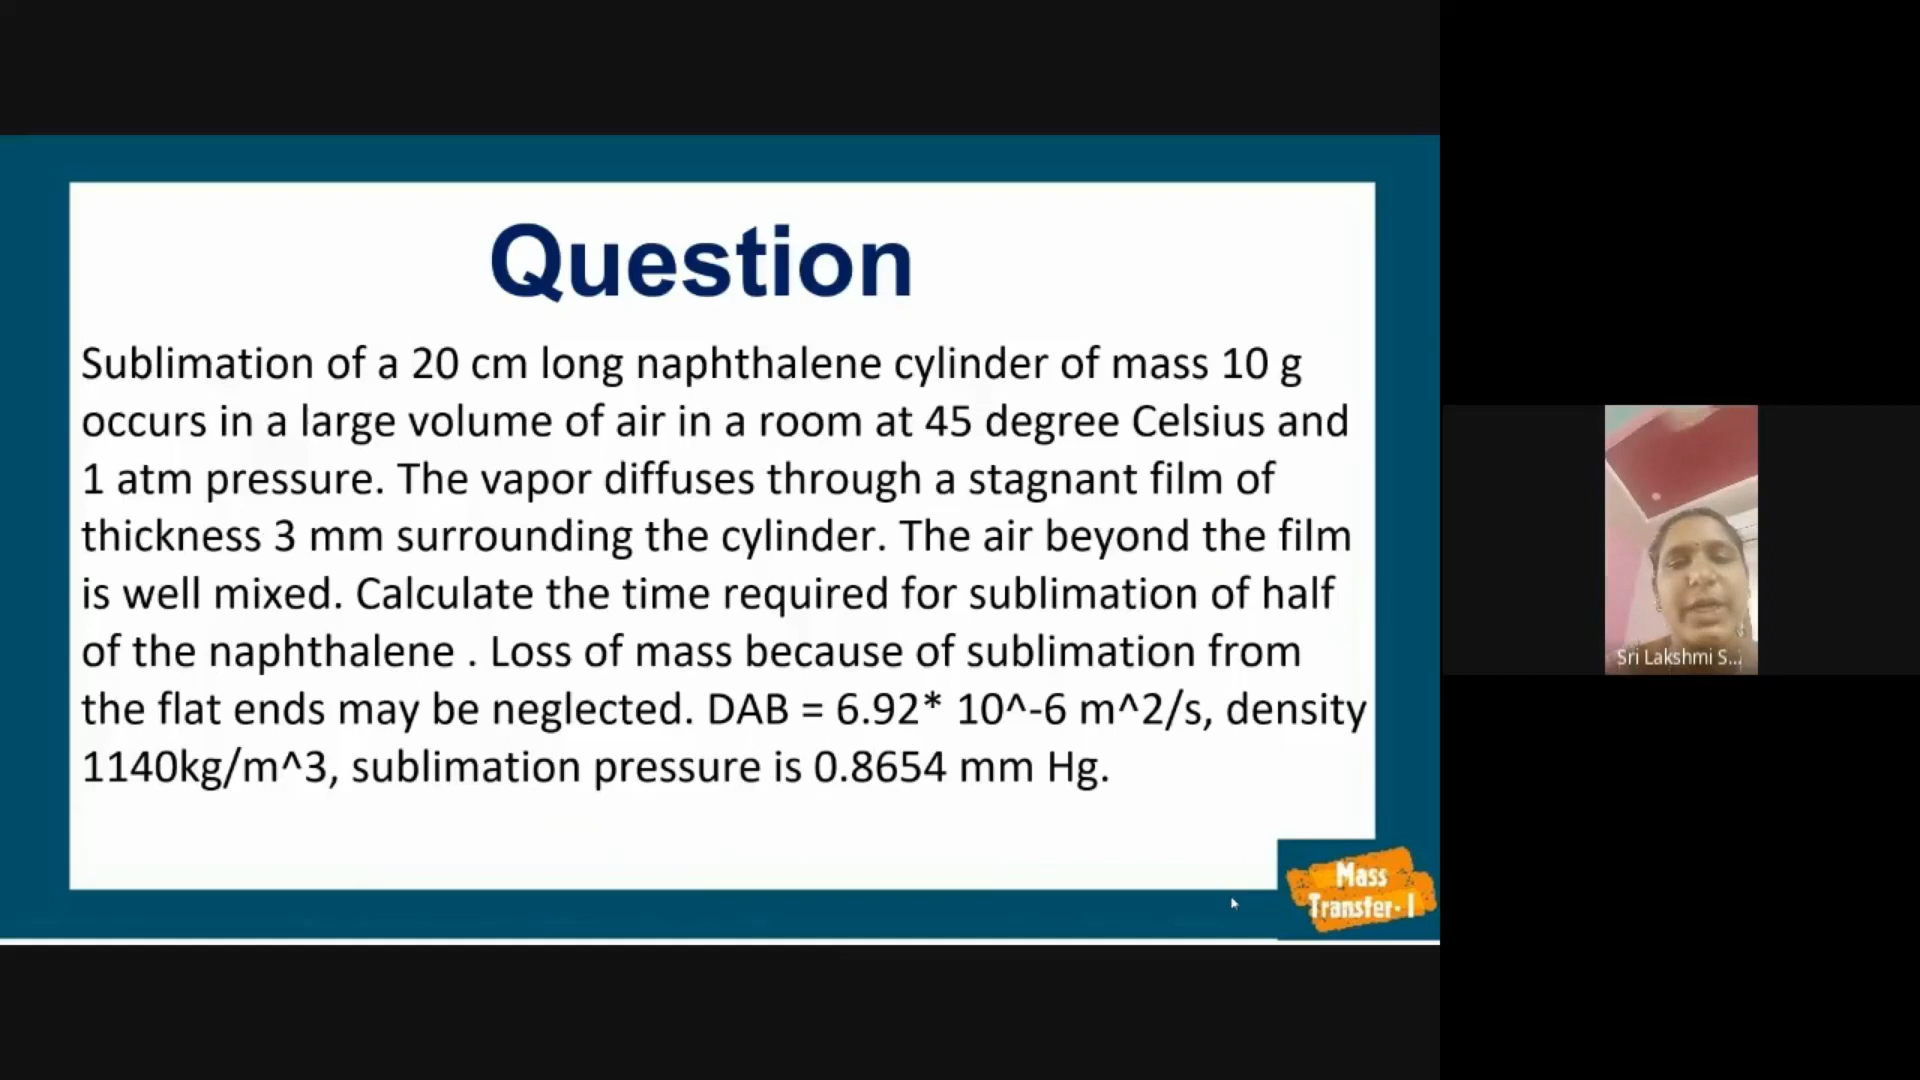 Question
Sublimation of a 20 cm long naphthalene cylinder of mass 10 g
occurs in a large volume of air in a room at 45 degree Celsius and
1 atm pressure. The vapor diffuses through a stagnant film of
thickness 3 mm surrounding the cylinder. The air beyond the film
is well mixed. Calculate the time required for sublimation of half
of the naphthalene . Loss of mass because of sublimation from
the flat ends may be neglected. DAB = 6.92* 10^-6 m^2/s, density
1140kg/m^3, sublimation pressure is 0.8654 mm Hg.
Mass
Transfer- I
Sri Lakshmi S...